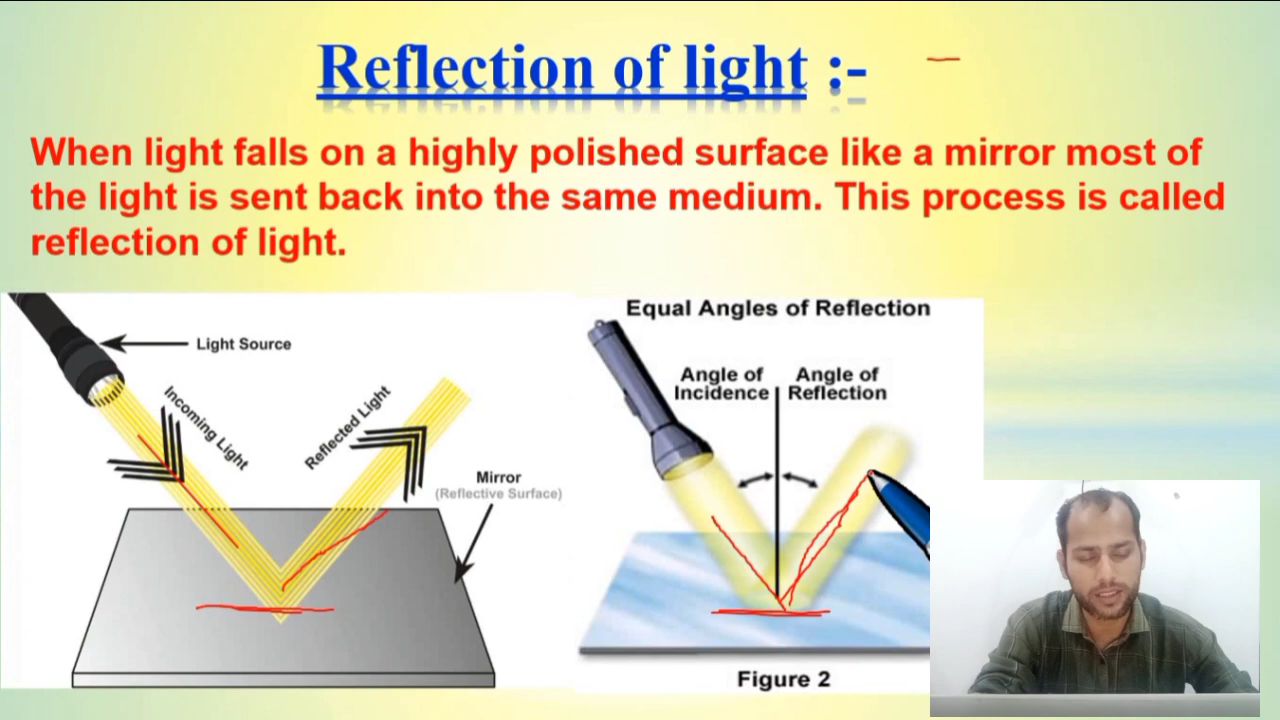 Reflection of light :-
When light falls on a highly polished surface like a mirror most of
the light is sent back into the same medium. This process is called
reflection of light.
Light Source
Incoming Light
Reflected Light
Mirror
(Reflective Surface)
Equal Angles of Reflection
Angle of
Incidence
Angle of
Reflection
Figure 2